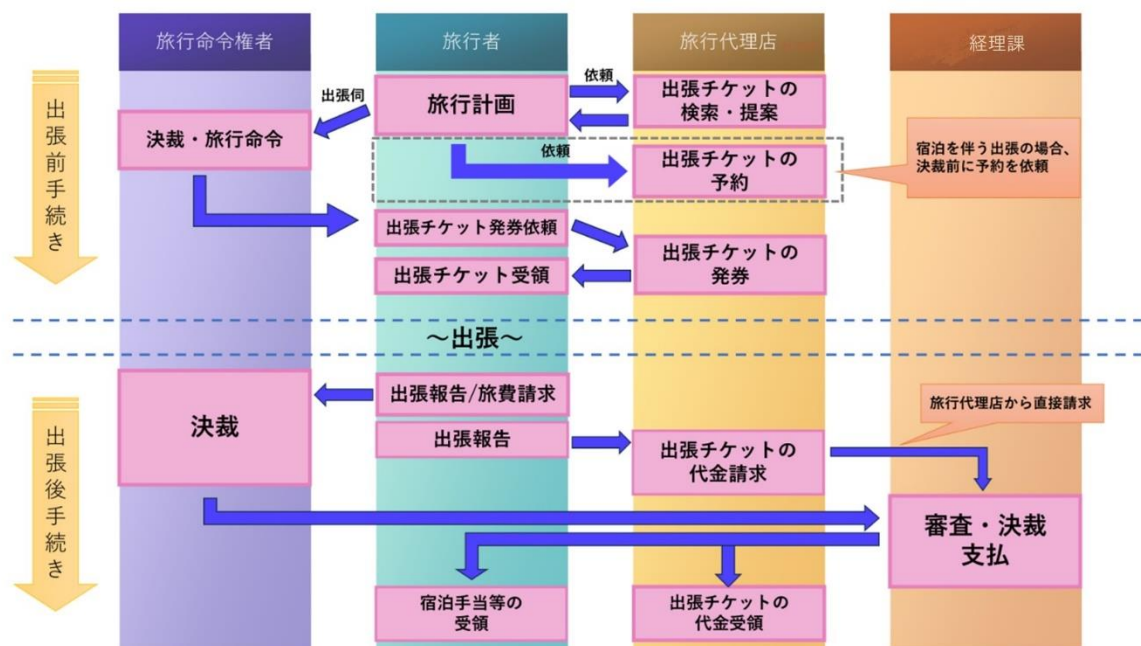 旅行命令権者
旅行者
旅行代理店
経理課
出張前手続き
出張伺
旅行計画
依頼
出張チケットの
検索・提案
決裁・旅行命令
依頼
出張チケットの
予約
宿泊を伴う出張の場合、
決裁前に予約を依頼
出張チケット発券依頼
出張チケット受領
出張チケットの
発券
～出張～
出張後手続き
決裁
出張報告/旅費請求
出張報告
出張チケットの
代金請求
旅行代理店から直接請求
審査・決裁
支払
宿泊手当等の
受領
出張チケットの
代金受領